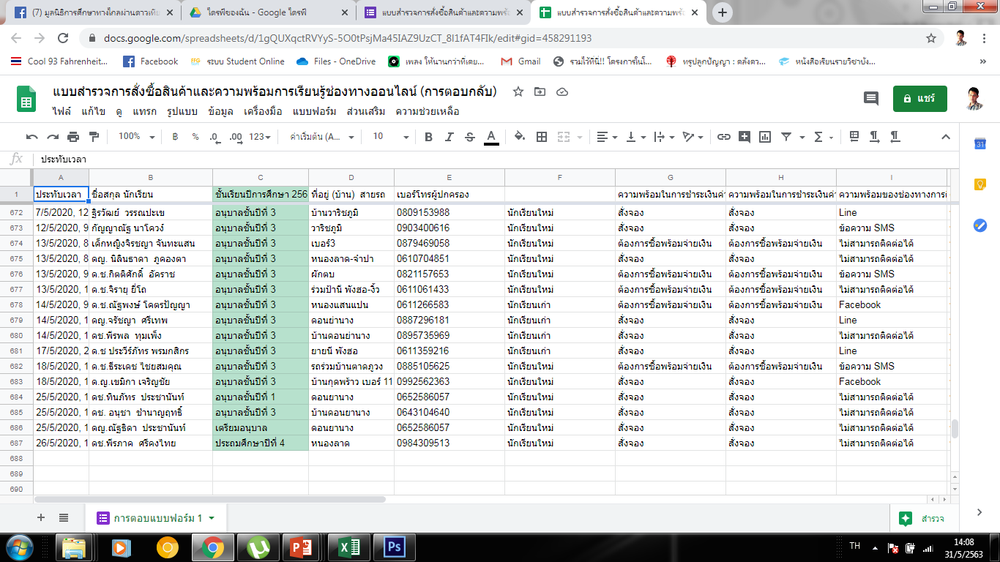 (7) มูลนิธิการศึกษาทางไกลผ่านดาวเทีย
ไดรฟ์ของฉัน - Google ไดรฟ์
แบบสำรวจการสั่งซื้อสินค้าและความพร้อ
แบบสำรวจการสั่งซื้อสินค้าและความพร้อ
docs.google.com/spreadsheets/d/1gQUXqctRVYyS-5O0tPsjMa45IAZ9UzCT_8I1fAT4FIk/edit#gid=458291193
Cool 93 Fahrenheit... Facebook ระบบ Student Online Files - OneDrive เพลง ให้นานกว่าที่เคย... Gmail รวมไว้ที่นี่!! โครงการในโ... ทรูปลูกปัญญา : คลังคว... หนังสือเรียนรายวิชาบัง... »
แบบสำรวจการสั่งซื้อสินค้าและความพร้อมการเรียนรู้ช่องทางออนไลน์ (การตอบกลับ)
แชร์
ไฟล์ แก้ไข ดู แทรก รูปแบบ ข้อมูล เครื่องมือ แบบฟอร์ม ส่วนเสริม ความช่วยเหลือ
100% ฿ % .0 .00 123 ค่าเริ่มต้น (A... 10 B I S A Σ
fx ประทับเวลา
A B C D E F G H I
1 ประทับเวลา ชื่อสกุล นักเรียน ชั้นเรียนปีการศึกษา 256 ที่อยู่ (บ้าน) สายรถ เบอร์โทรผู้ปกครอง ความพร้อมในการชำระเงินค่ ความพร้อมในการชำระเงินค่ ความพร้อมของช่องทางการ
672 7/5/2020, 12 ฐิรวัฒย์ วรรณปะเข อนุบาลชั้นปีที่ 3 บ้านวาริชภูมิ 0809153988 นักเรียนใหม่ สั่งจอง สั่งจอง Line
673 12/5/2020, 9 กัญญาณัฐ นาโควงั อนุบาลชั้นปีที่ 3 วาริชภูมิ 0903400616 นักเรียนใหม่ สั่งจอง สั่งจอง ข้อความ SMS
674 13/5/2020, 8 เด็กหญิงจิรชญา จันทะแสน อนุบาลชั้นปีที่ 3 เบอร์3 0879469058 นักเรียนใหม่ ต้องการซื้อพร้อมจ่ายเงิน ต้องการซื้อพร้อมจ่ายเงิน ไม่สามารถติดต่อได้
675 13/5/2020, 8 ดญ. นิลินธาดา ภูคองตา อนุบาลชั้นปีที่ 3 หนองลาด-จำปา 0610704851 นักเรียนใหม่ สั่งจอง สั่งจอง ไม่สามารถติดต่อได้
676 13/5/2020, 9 ด.ช.กิตติศักดิ์ อัคราช อนุบาลชั้นปีที่ 3 ผักตบ 0821157653 นักเรียนใหม่ ต้องการซื้อพร้อมจ่ายเงิน ต้องการซื้อพร้อมจ่ายเงิน ข้อความ SMS
677 13/5/2020, 1 ด.ช.จิรายุ ยี่โถ อนุบาลชั้นปีที่ 3 ร่วมป้านี พังฮอ-งิ้ว 0611061433 นักเรียนใหม่ ต้องการซื้อพร้อมจ่ายเงิน ต้องการซื้อพร้อมจ่ายเงิน ไม่สามารถติดต่อได้
678 14/5/2020, 9 ด.ช.ณัฐพงษ์ โคตรปัญญา อนุบาลชั้นปีที่ 3 หนองแสนแปน 0611266583 นักเรียนเก่า ต้องการซื้อพร้อมจ่ายเงิน ต้องการซื้อพร้อมจ่ายเงิน Facebook
679 14/5/2020, 1 ดญ.จรัชญา ศรีเทพ อนุบาลชั้นปีที่ 3 ดอนย่านาง 0887296181 นักเรียนเก่า สั่งจอง สั่งจอง Line
680 14/5/2020, 1 ดช.พีรพล ทุมเพ็ง อนุบาลชั้นปีที่ 3 บ้านดอนย่านาง 0895735969 นักเรียนเก่า สั่งจอง สั่งจอง ไม่สามารถติดต่อได้
681 17/5/2020, 2 ด.ช ประวีร์ภัทร พรมกสิกร อนุบาลชั้นปีที่ 3 ยายนี พังฮอ 0611359216 นักเรียนเก่า สั่งจอง สั่งจอง Line
682 18/5/2020, 1 ด.ช.ธีระเดช ไชยสมคุณ อนุบาลชั้นปีที่ 3 รถร่วมบ้านตาดภูวง 0885105625 นักเรียนใหม่ ต้องการซื้อพร้อมจ่ายเงิน ต้องการซื้อพร้อมจ่ายเงิน ข้อความ SMS
683 18/5/2020, 1 ด.ญ.เขมิกา เจริญชัย อนุบาลชั้นปีที่ 3 บ้านกุดพร้าว เบอร์ 11 0992562363 นักเรียนใหม่ สั่งจอง สั่งจอง Facebook
684 25/5/2020, 1 ดช.ทินภัทร ประชานันท์ อนุบาลชั้นปีที่ 1 ดอนยานาง 0652586057 นักเรียนใหม่ สั่งจอง สั่งจอง ไม่สามารถติดต่อได้
685 25/5/2020, 1 ดช. อนุชา ชำนาญฤทธิ์ อนุบาลชั้นปีที่ 3 บ้านดอนยานาง 0643104640 นักเรียนใหม่ สั่งจอง สั่งจอง ไม่สามารถติดต่อได้
686 25/5/2020, 1 ดญ.ณัฐธิดา ประชานันท์ เตรียมอนุบาล ดอนยานาง 0652586057 นักเรียนใหม่ สั่งจอง สั่งจอง ไม่สามารถติดต่อได้
687 26/5/2020, 1 ดช.พีรภาค ศรีคงไทย ประถมศึกษาปีที่ 4 หนองลาด 0984309513 นักเรียนใหม่ สั่งจอง สั่งจอง ไม่สามารถติดต่อได้
688
689
690
การตอบแบบฟอร์ม 1
สำรวจ
TH 14:08
31/5/2563